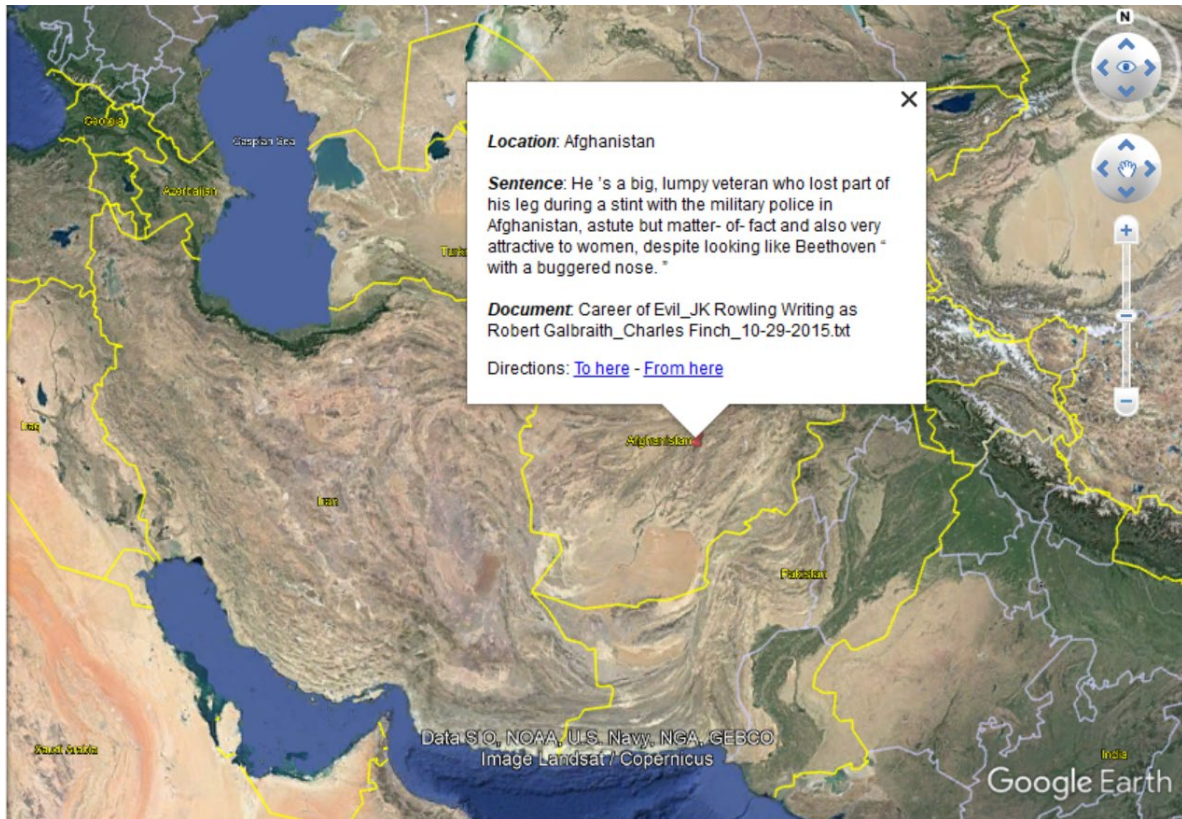 N
Georgia
Caspian Sea
Azerbaijan
Location: Afghanistan
Sentence: He 's a big, lumpy veteran who lost part of
his leg during a stint with the military police in
Afghanistan, astute but matter- of- fact and also very
attractive to women, despite looking like Beethoven “
with a buggered nose. ”
Document: Career of Evil_JK Rowling Writing as
Robert Galbraith_Charles Finch_10-29-2015.txt
Directions: To here - From here
Iraq
Afghanistan
Iran
Pakistan
Data SIO, NOAA, U.S. Navy, NGA, GEBCO
Image Landsat / Copernicus
Saudi Arabia
India
Google Earth